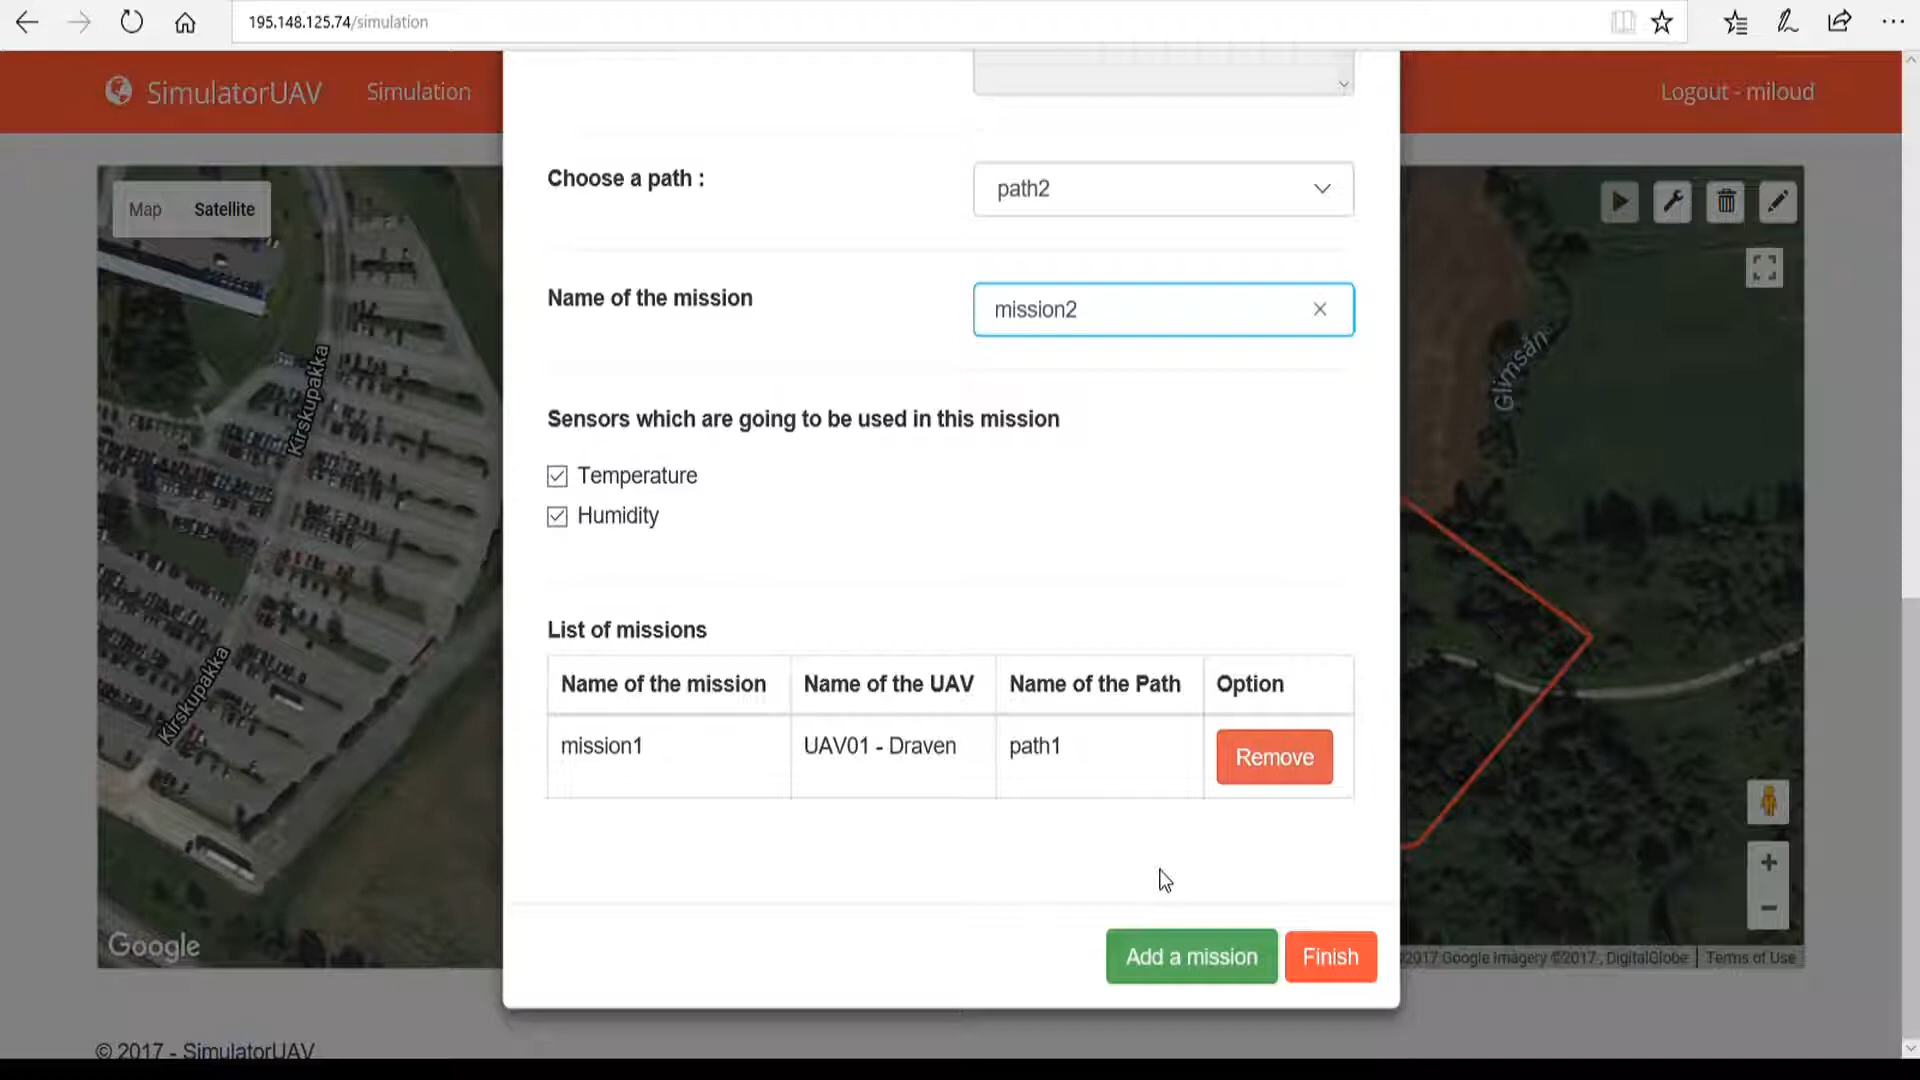 195.148.125.74/simulation
SimulatorUAV
Simulation
Logout - miloud
Map
Satellite
Choose a path :
path2
Name of the mission
mission2
Sensors which are going to be used in this mission
Temperature
Humidity
List of missions
Name of the mission
Name of the UAV
Name of the Path
Option
mission1
UAV01 - Draven
path1
Remove
Add a mission
Finish
Kirskupakka
Kirskupakka
Glimsån
Google
2017 Google Imagery ©2017 , DigitalGlobe
Terms of Use
© 2017 - SimulatorUAV